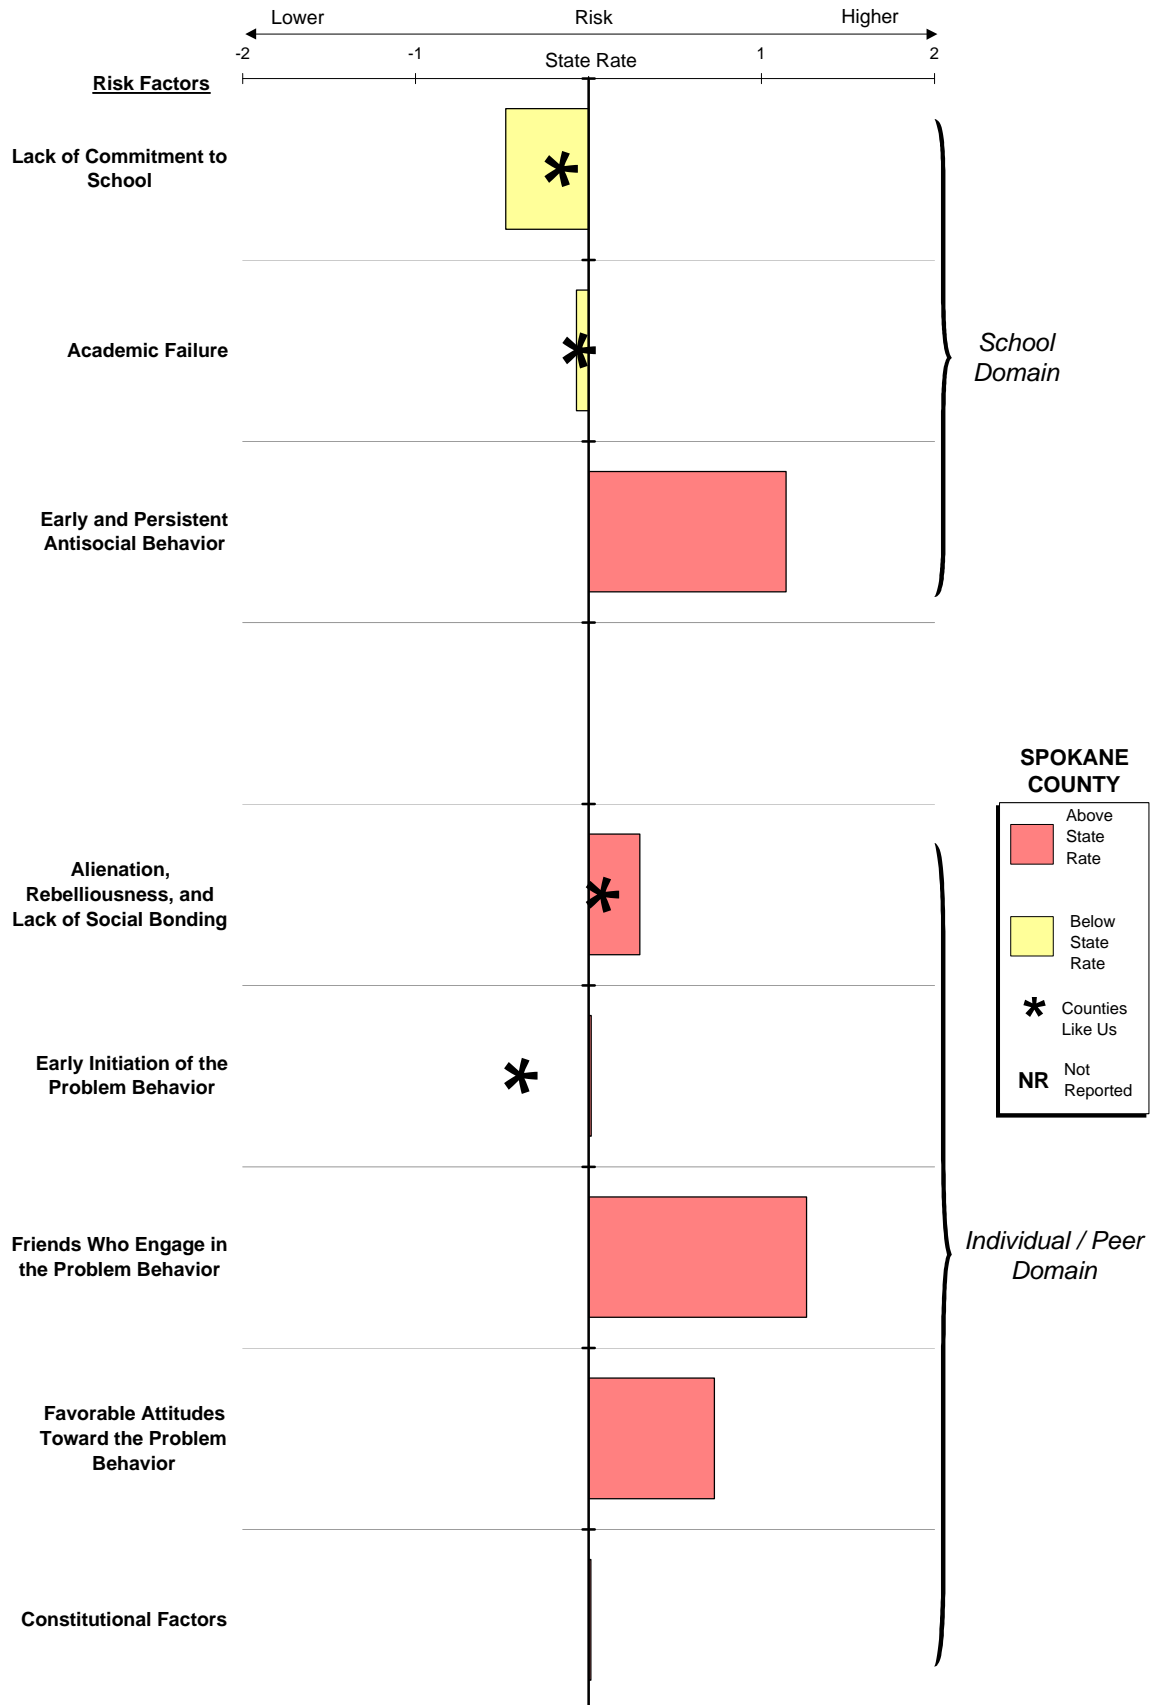 Lower Risk Higher
-2 -1 1 2
State Rate
Risk Factors
Lack of Commitment to
School
Academic Failure
School
Domain
Early and Persistent
Antisocial Behavior
SPOKANE
COUNTY
Above
State
Rate
Below
State
Rate
* Counties
Like Us
NR Not
Reported
Alienation,
Rebelliousness, and
Lack of Social Bonding
Early Initiation of the
Problem Behavior
Friends Who Engage in
the Problem Behavior
Individual / Peer
Domain
Favorable Attitudes
Toward the Problem
Behavior
Constitutional Factors